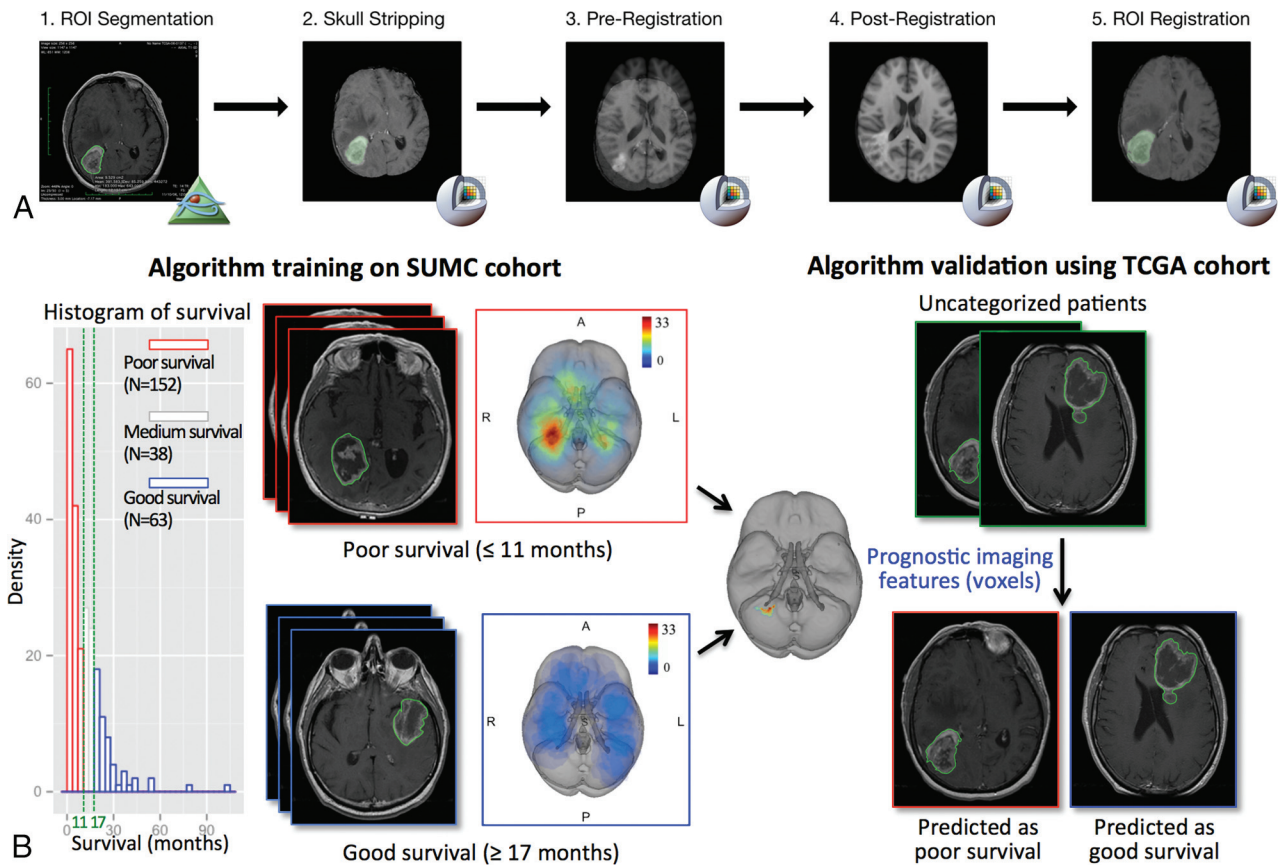 1. ROI Segmentation
2. Skull Stripping
3. Pre-Registration
4. Post-Registration
5. ROI Registration
A
Algorithm training on SUMC cohort
Algorithm validation using TCGA cohort
Histogram of survival
Uncategorized patients
Density
60
40
20
0
Poor survival
(N=152)
Medium survival
(N=38)
Good survival
(N=63)
0
11
17
30
60
90
Survival (months)
A
33
0
R
L
S
P
Poor survival (≤ 11 months)
A
33
0
R
L
S
P
Good survival (≥ 17 months)
S
Prognostic imaging
features (voxels)
Predicted as
poor survival
Predicted as
good survival
B